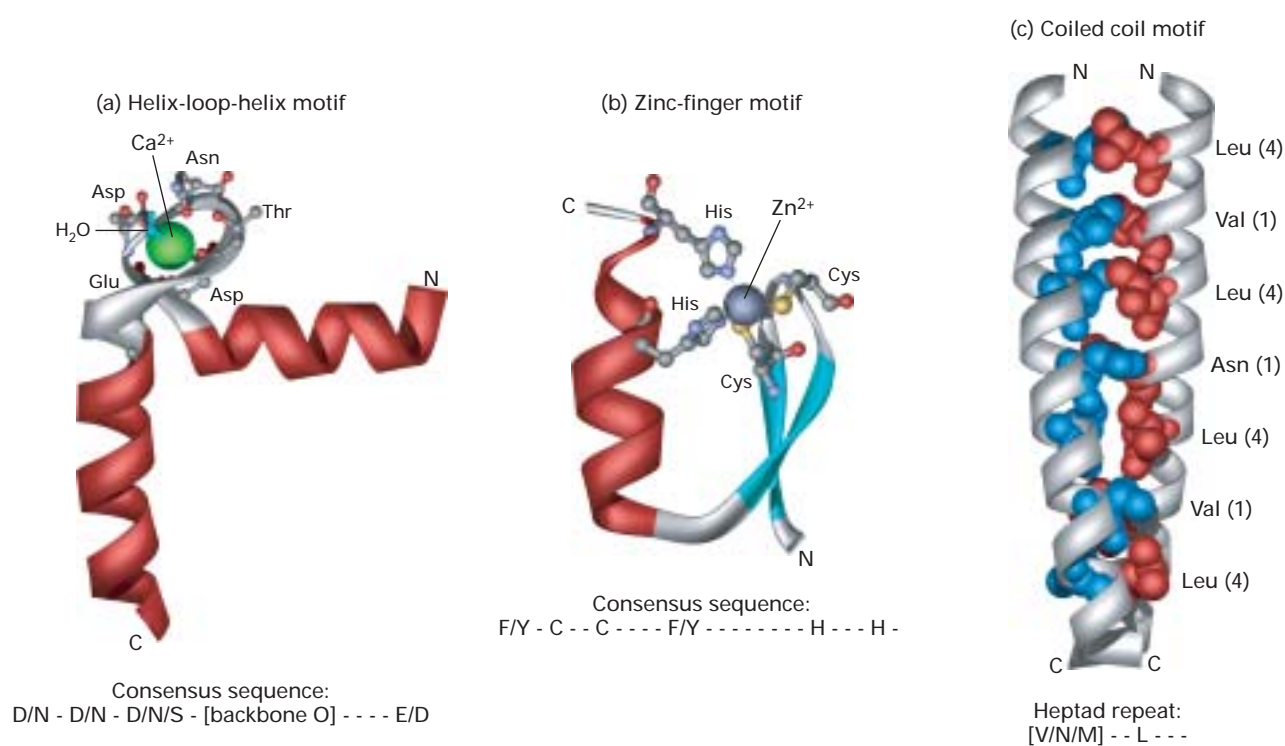 (a) Helix-loop-helix motif
Ca2+
Asn
Asp
Thr
H2O
Glu
Asp
N
C
Consensus sequence:
D/N - D/N - D/N/S - [backbone O] - - - - E/D
(b) Zinc-finger motif
C
His
Zn2+
Cys
His
Cys
N
Consensus sequence:
F/Y - C - - C - - - - F/Y - - - - - - - - H - - - H -
(c) Coiled coil motif
N N
Leu (4)
Val (1)
Leu (4)
Asn (1)
Leu (4)
Val (1)
Leu (4)
C C
Heptad repeat:
[V/N/M] - - L - - -